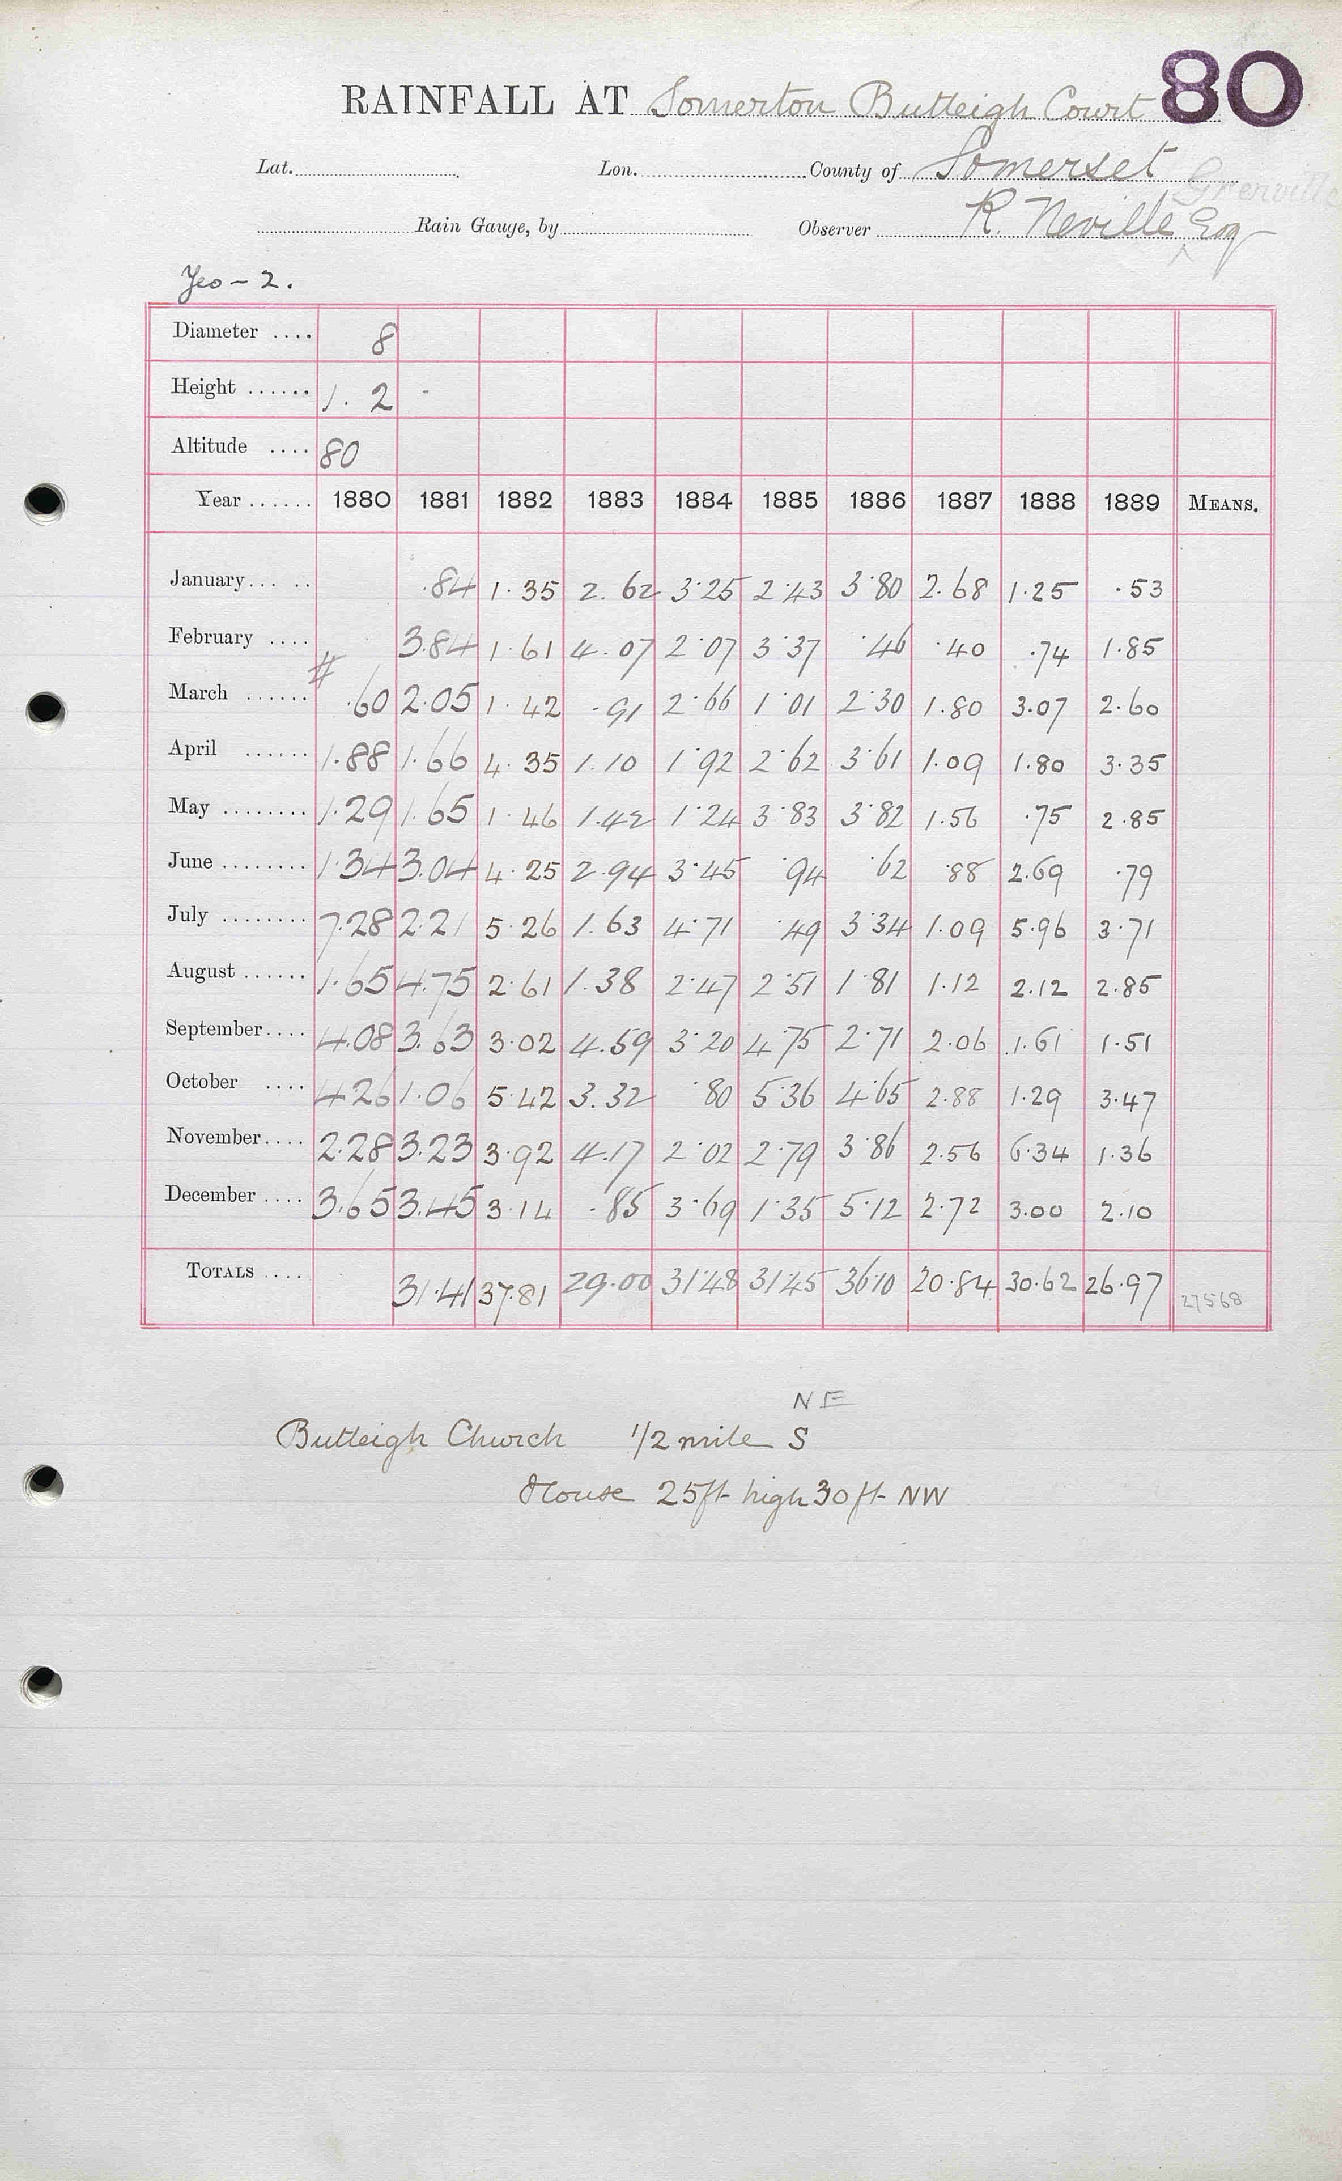 RAINFALL AT Somerton Butleigh Court 80
Lat. Lon. County of Somerset
Grenville
Rain Gauge, by Observer R. Neville ^ Esq
Yeo - 2.
Diameter .... 8
Height ...... 1. 2 -
Altitude .... 80
Year ...... 1880 1881 1882 1883 1884 1885 1886 1887 1888 1889 MEANS.
January ... .. .84 1.35 2.62 3.25 2.43 3.80 2.68 1.25 .53
February .... 3.84 1.61 4.07 2.07 3.37 .46 .40 .74 1.85
March ...... # .60 2.05 1.42 .91 2.66 1.01 2.30 1.80 3.07 2.60
April ...... 1.88 1.66 4.35 1.10 1.92 2.62 3.61 1.09 1.80 3.35
May ........ 1.29 1.65 1.46 1.42 1.24 3.83 3.82 1.56 .75 2.85
June ........ 1.34 3.04 4.25 2.94 3.45 .94 .62 .88 2.69 .79
July ........ 7.28 2.21 5.26 1.63 4.71 .49 3.34 1.09 5.96 3.71
August ...... 1.65 4.75 2.61 1.38 2.47 2.51 1.81 1.12 2.12 2.85
September .... 4.08 3.63 3.02 4.59 3.20 4.75 2.71 2.06 1.61 1.51
October .... 4.26 1.06 5.42 3.32 .80 5.36 4.65 2.88 1.29 3.47
November .... 2.28 3.23 3.92 4.17 2.02 2.79 3.86 2.56 6.34 1.36
December .... 3.65 3.45 3.14 .85 3.69 1.35 5.12 2.72 3.00 2.10
TOTALS .... 31.41 37.81 29.00 31.48 31.45 36.10 20.84 30.62 26.97 27568
NE
Butleigh Church 1/2 mile S
House 25ft high 30 ft NW